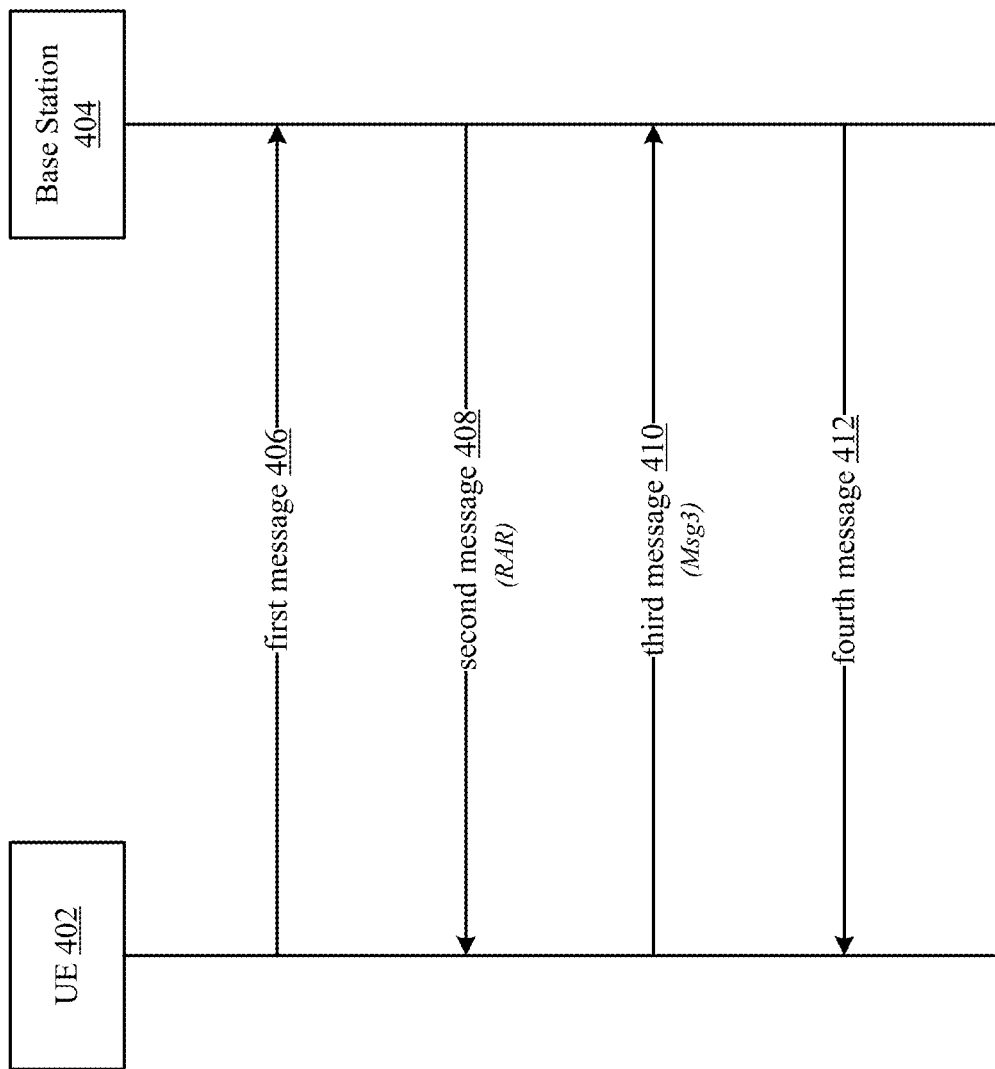 UE 402
Base Station
404
first message 406
second message 408
(RAR)
third message 410
(Msg3)
fourth message 412